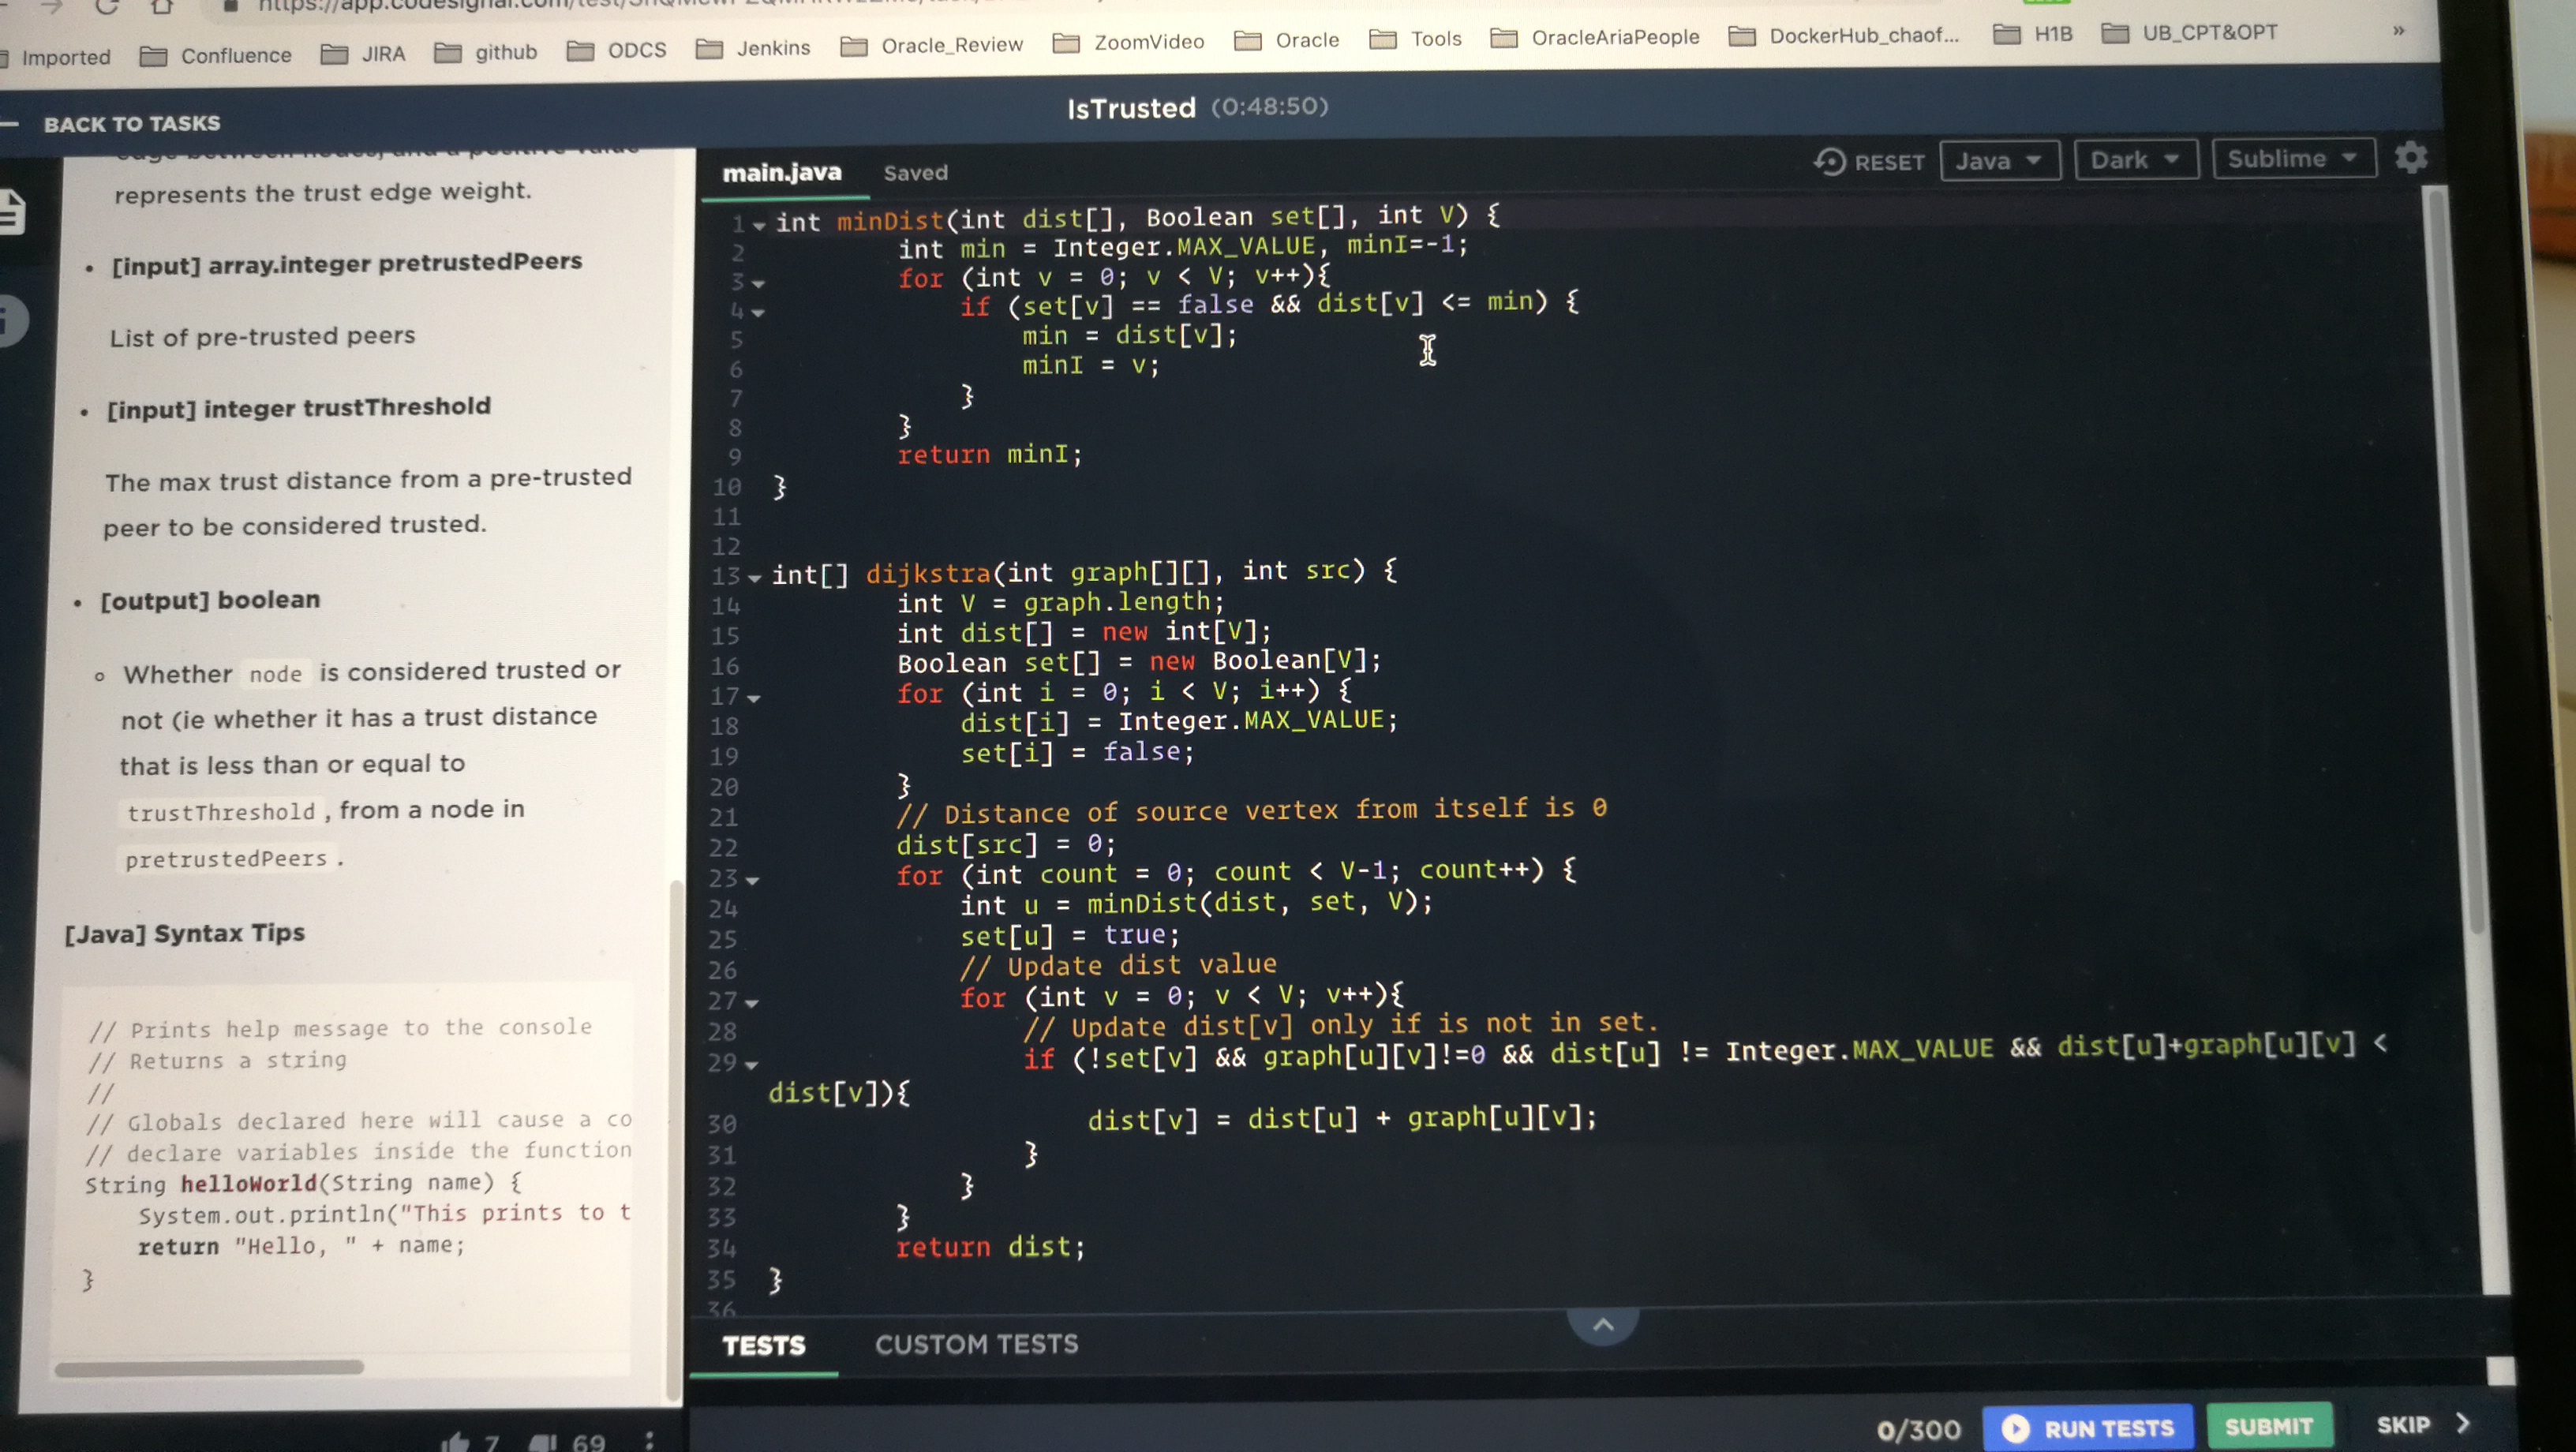 Imported Confluence JIRA github ODCS Jenkins Oracle_Review ZoomVideo Oracle Tools OracleAriaPeople DockerHub_chaof... H1B UB_CPT&OPT »
BACK TO TASKS
IsTrusted (0:48:50)
represents the trust edge weight.
• [input] array.integer pretrustedPeers
List of pre-trusted peers
• [input] integer trustThreshold
The max trust distance from a pre-trusted
peer to be considered trusted.
• [output] boolean
Whether node is considered trusted or
not (ie whether it has a trust distance
that is less than or equal to
trustThreshold , from a node in
pretrustedPeers .
[Java] Syntax Tips
// Prints help message to the console
// Returns a string
//
// Globals declared here will cause a co
// declare variables inside the function
String helloWorld(String name) {
System.out.println("This prints to t
return "Hello, " + name;
}
7 69
main.java Saved RESET Java Dark Sublime
1 int minDist(int dist[], Boolean set[], int V) {
2 int min = Integer.MAX_VALUE, minI=-1;
3 for (int v = 0; v < V; v++){
4 if (set[v] == false && dist[v] <= min) {
5 min = dist[v];
6 minI = v;
7 }
8 }
9 return minI;
10 }
11
12
13 int[] dijkstra(int graph[][], int src) {
14 int V = graph.length;
15 int dist[] = new int[V];
16 Boolean set[] = new Boolean[V];
17 for (int i = 0; i < V; i++) {
18 dist[i] = Integer.MAX_VALUE;
19 set[i] = false;
20 }
21 // Distance of source vertex from itself is 0
22 dist[src] = 0;
23 for (int count = 0; count < V-1; count++) {
24 int u = minDist(dist, set, V);
25 set[u] = true;
26 // Update dist value
27 for (int v = 0; v < V; v++){
28 // Update dist[v] only if is not in set.
29 if (!set[v] && graph[u][v]!=0 && dist[u] != Integer.MAX_VALUE && dist[u]+graph[u][v] <
dist[v]){
30 dist[v] = dist[u] + graph[u][v];
31 }
32 }
33 }
34 return dist;
35 }
36
TESTS CUSTOM TESTS
0/300 RUN TESTS SUBMIT SKIP